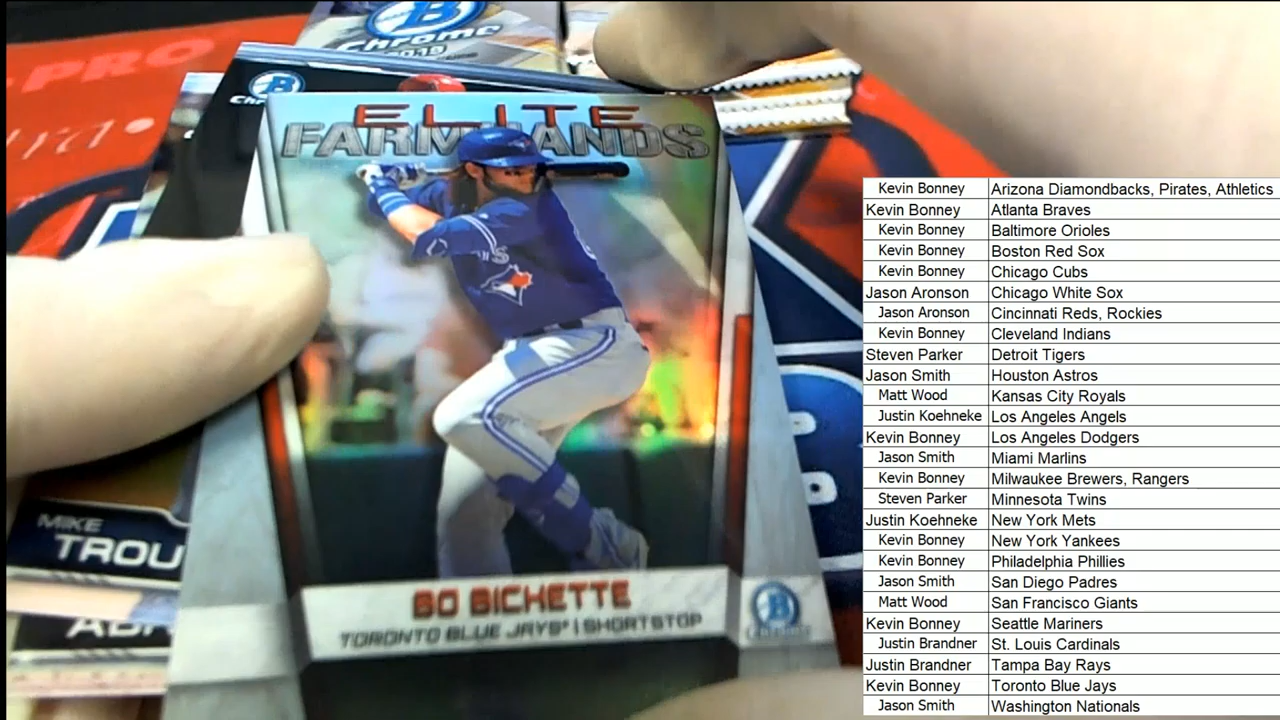 PRO
B
Chrome
2019
B
Ch
ELITE
FARMHANDS
BO BICHETTE
TORONTO BLUE JAYS® | SHORTSTOP
B
CHROME
MIKE
TROU
Kevin Bonney Arizona Diamondbacks, Pirates, Athletics
Kevin Bonney Atlanta Braves
Kevin Bonney Baltimore Orioles
Kevin Bonney Boston Red Sox
Kevin Bonney Chicago Cubs
Jason Aronson Chicago White Sox
Jason Aronson Cincinnati Reds, Rockies
Kevin Bonney Cleveland Indians
Steven Parker Detroit Tigers
Jason Smith Houston Astros
Matt Wood Kansas City Royals
Justin Koehneke Los Angeles Angels
Kevin Bonney Los Angeles Dodgers
Jason Smith Miami Marlins
Kevin Bonney Milwaukee Brewers, Rangers
Steven Parker Minnesota Twins
Justin Koehneke New York Mets
Kevin Bonney New York Yankees
Kevin Bonney Philadelphia Phillies
Jason Smith San Diego Padres
Matt Wood San Francisco Giants
Kevin Bonney Seattle Mariners
Justin Brandner St. Louis Cardinals
Justin Brandner Tampa Bay Rays
Kevin Bonney Toronto Blue Jays
Jason Smith Washington Nationals